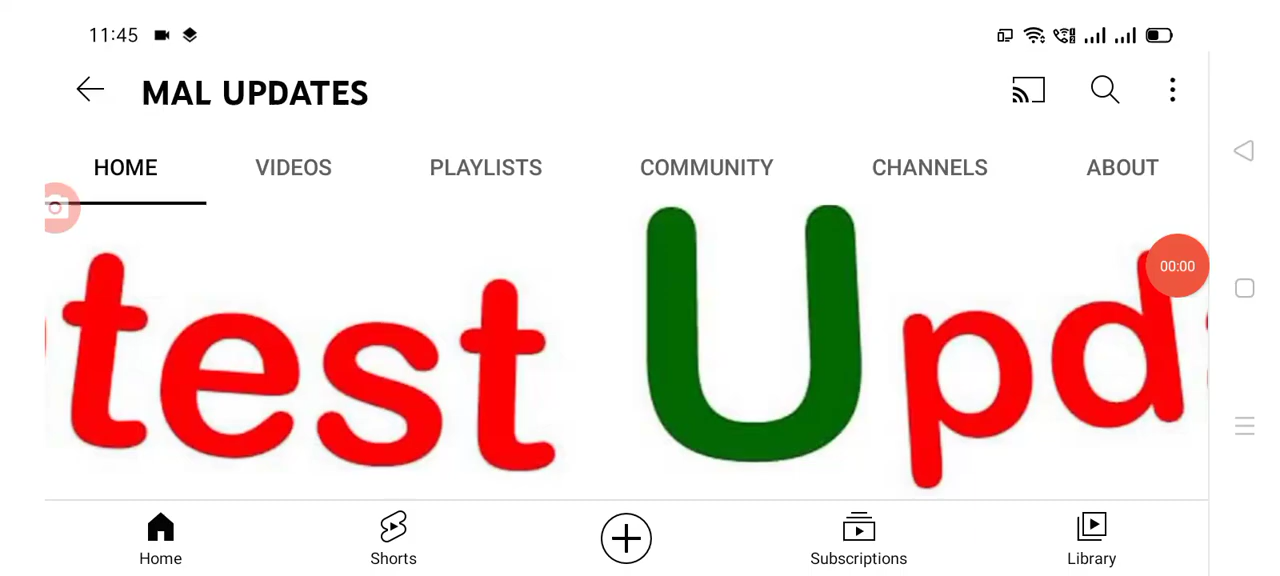 11:45
MAL UPDATES
HOME VIDEOS PLAYLISTS COMMUNITY CHANNELS ABOUT
test Upd
00:00
Home Shorts Subscriptions Library